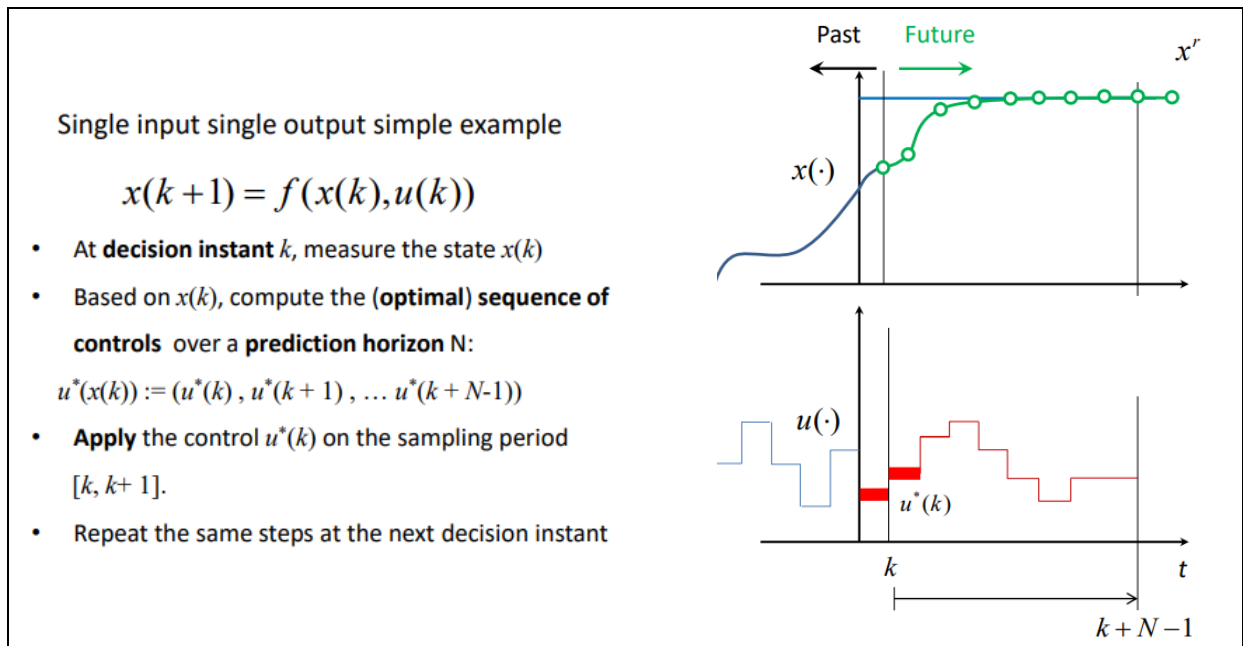 Single input single output simple example
x(k+1) = f(x(k),u(k))
• At decision instant k, measure the state x(k)
• Based on x(k), compute the (optimal) sequence of
controls over a prediction horizon N:
u*(x(k)) := (u*(k) , u*(k + 1) , … u*(k + N-1))
• Apply the control u*(k) on the sampling period
[k, k+ 1].
• Repeat the same steps at the next decision instant
Past Future
xʳ
x(·)
u(·)
u*(k)
k
t
k + N −1